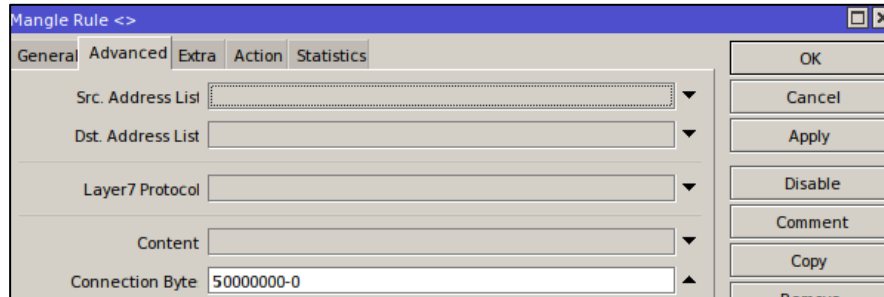 Mangle Rule <>
General Advanced Extra Action Statistics
OK
Src. Address List
Cancel
Dst. Address List
Apply
Layer7 Protocol
Disable
Comment
Content
Copy
Connection Byte 50000000-0